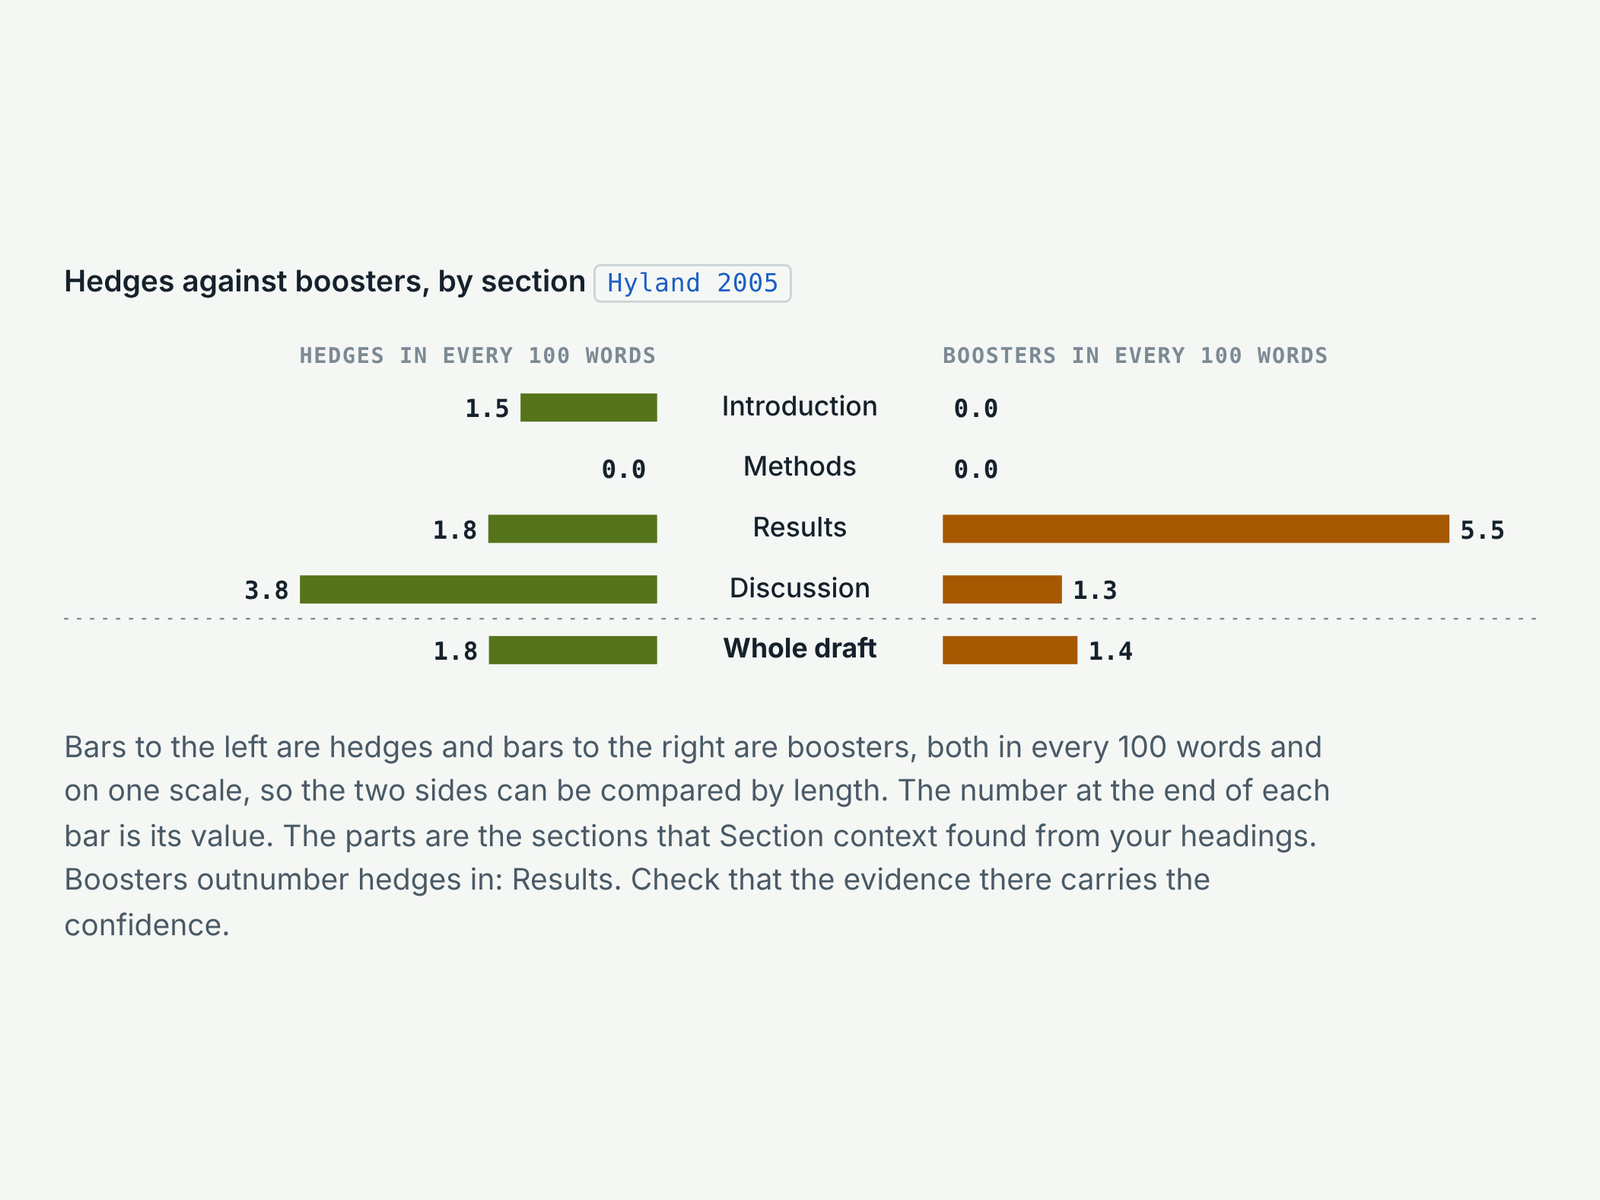 Hedges against boosters, by section Hyland 2005
HEDGES IN EVERY 100 WORDS BOOSTERS IN EVERY 100 WORDS
1.5 Introduction 0.0
0.0 Methods 0.0
1.8 Results 5.5
3.8 Discussion 1.3
1.8 Whole draft 1.4
Bars to the left are hedges and bars to the right are boosters, both in every 100 words and
on one scale, so the two sides can be compared by length. The number at the end of each
bar is its value. The parts are the sections that Section context found from your headings.
Boosters outnumber hedges in: Results. Check that the evidence there carries the
confidence.